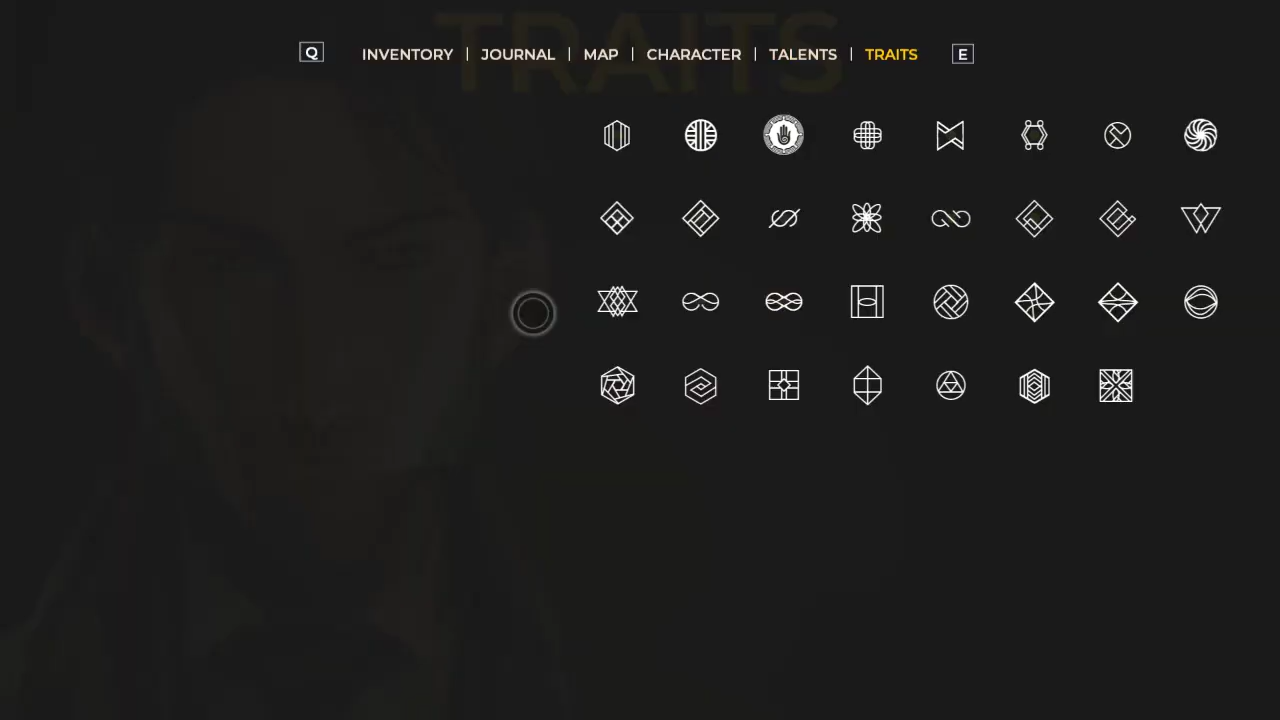 TRAITS
Q INVENTORY | JOURNAL | MAP | CHARACTER | TALENTS | TRAITS E